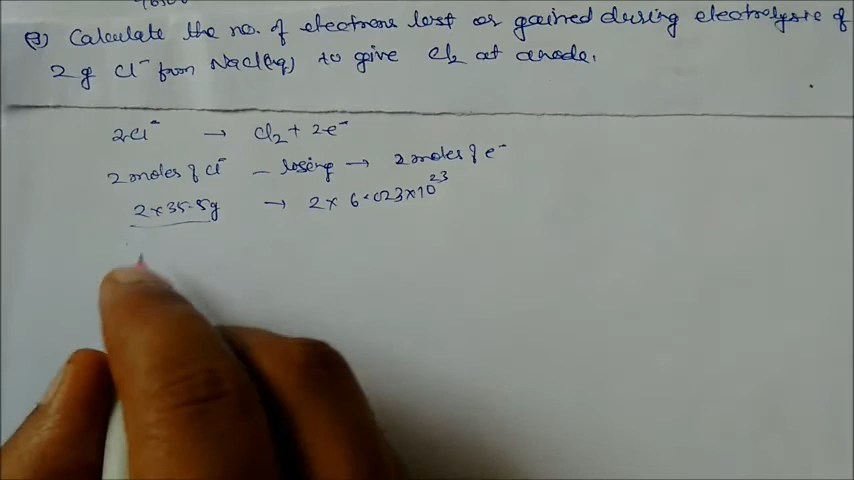 (3) Calculate the no. of electrons lost or gained during electrolysis of
2 g Cl⁻ from NaCl(aq) to give Cl₂ at anode.
2Cl⁻ → Cl₂ + 2e⁻
2 moles of Cl⁻ – losing → 2 moles of e⁻
2 × 35.5g → 2 × 6.023 × 10²³